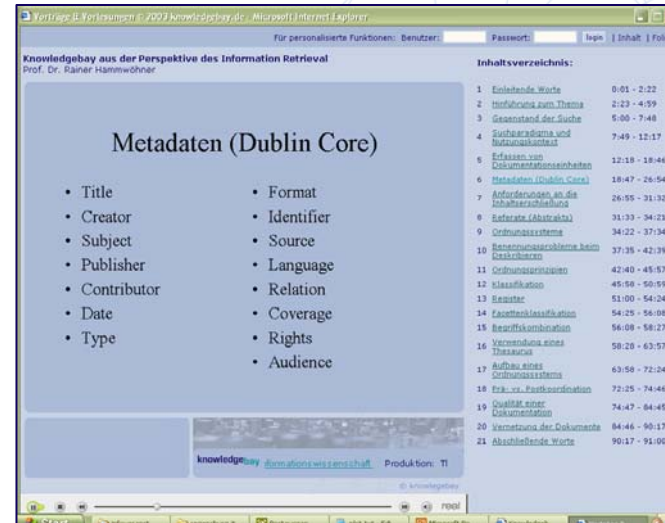 Vorträge & Vorlesungen © 2003 knowledgebay.de - Microsoft Internet Explorer
Für personalisierte Funktionen: Benutzer: Passwort: login | Inhalt | Foli
Knowledgebay aus der Perspektive des Information Retrieval
Prof. Dr. Rainer Hammwöhner
Metadaten (Dublin Core)
• Title
• Creator
• Subject
• Publisher
• Contributor
• Date
• Type
• Format
• Identifier
• Source
• Language
• Relation
• Coverage
• Rights
• Audience
knowledgebay formationswissenschaft Produktion: TI
© knowledgebay
real
Inhaltsverzeichnis:
1 Einleitende Worte 0:01 - 2:22
2 Hinführung zum Thema 2:23 - 4:59
3 Gegenstand der Suche 5:00 - 7:48
4 Suchparadigma und Nutzungskontext 7:49 - 12:17
5 Erfassen von Dokumentationseinheiten 12:18 - 18:46
6 Metadaten (Dublin Core) 18:47 - 26:54
7 Anforderungen an die Inhaltserschließung 26:55 - 31:32
8 Referate (Abstrakts) 31:33 - 34:21
9 Ordnungssysteme 34:22 - 37:34
10 Benennungsprobleme beim Deskribieren 37:35 - 42:39
11 Ordnungsprinzipien 42:40 - 45:57
12 Klassifikation 45:58 - 50:59
13 Register 51:00 - 54:24
14 Facettenklassifikation 54:25 - 56:08
15 Begriffskombination 56:08 - 58:27
16 Verwendung eines Thesaurus 58:28 - 63:57
17 Aufbau eines Ordnungssystems 63:58 - 72:24
18 Prä- vs. Postkoordination 72:25 - 74:46
19 Qualität einer Dokumentation 74:47 - 84:45
20 Vernetzung der Dokumente 84:46 - 90:17
21 Abschließende Worte 90:17 - 91:00